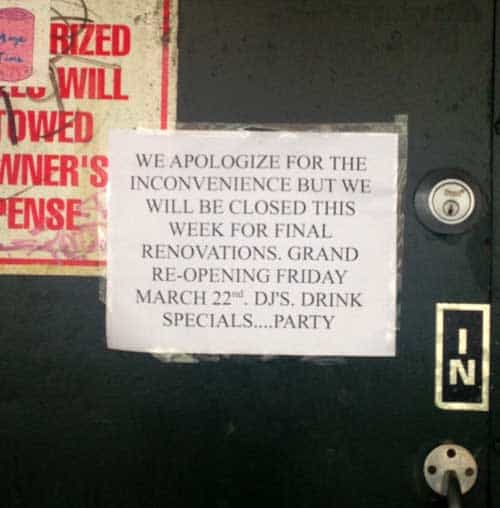 RIZED
WILL
TOWED
WNER'S
PENSE
WE APOLOGIZE FOR THE
INCONVENIENCE BUT WE
WILL BE CLOSED THIS
WEEK FOR FINAL
RENOVATIONS. GRAND
RE-OPENING FRIDAY
MARCH 22nd. DJ'S. DRINK
SPECIALS....PARTY
IN